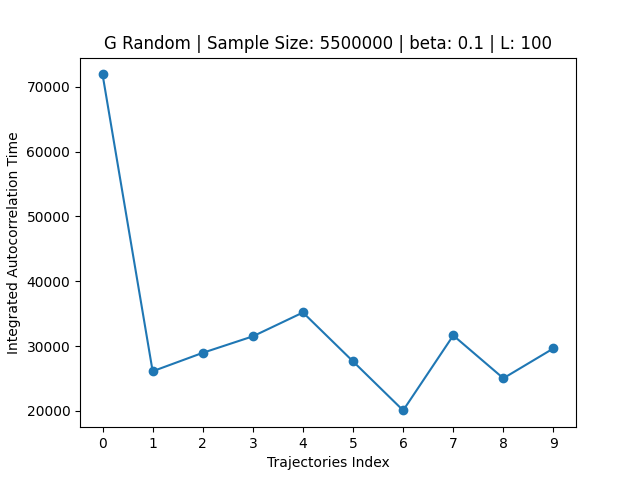 G Random | Sample Size: 5500000 | beta: 0.1 | L: 100
Integrated Autocorrelation Time
70000
60000
50000
40000
30000
20000
0 1 2 3 4 5 6 7 8 9
Trajectories Index